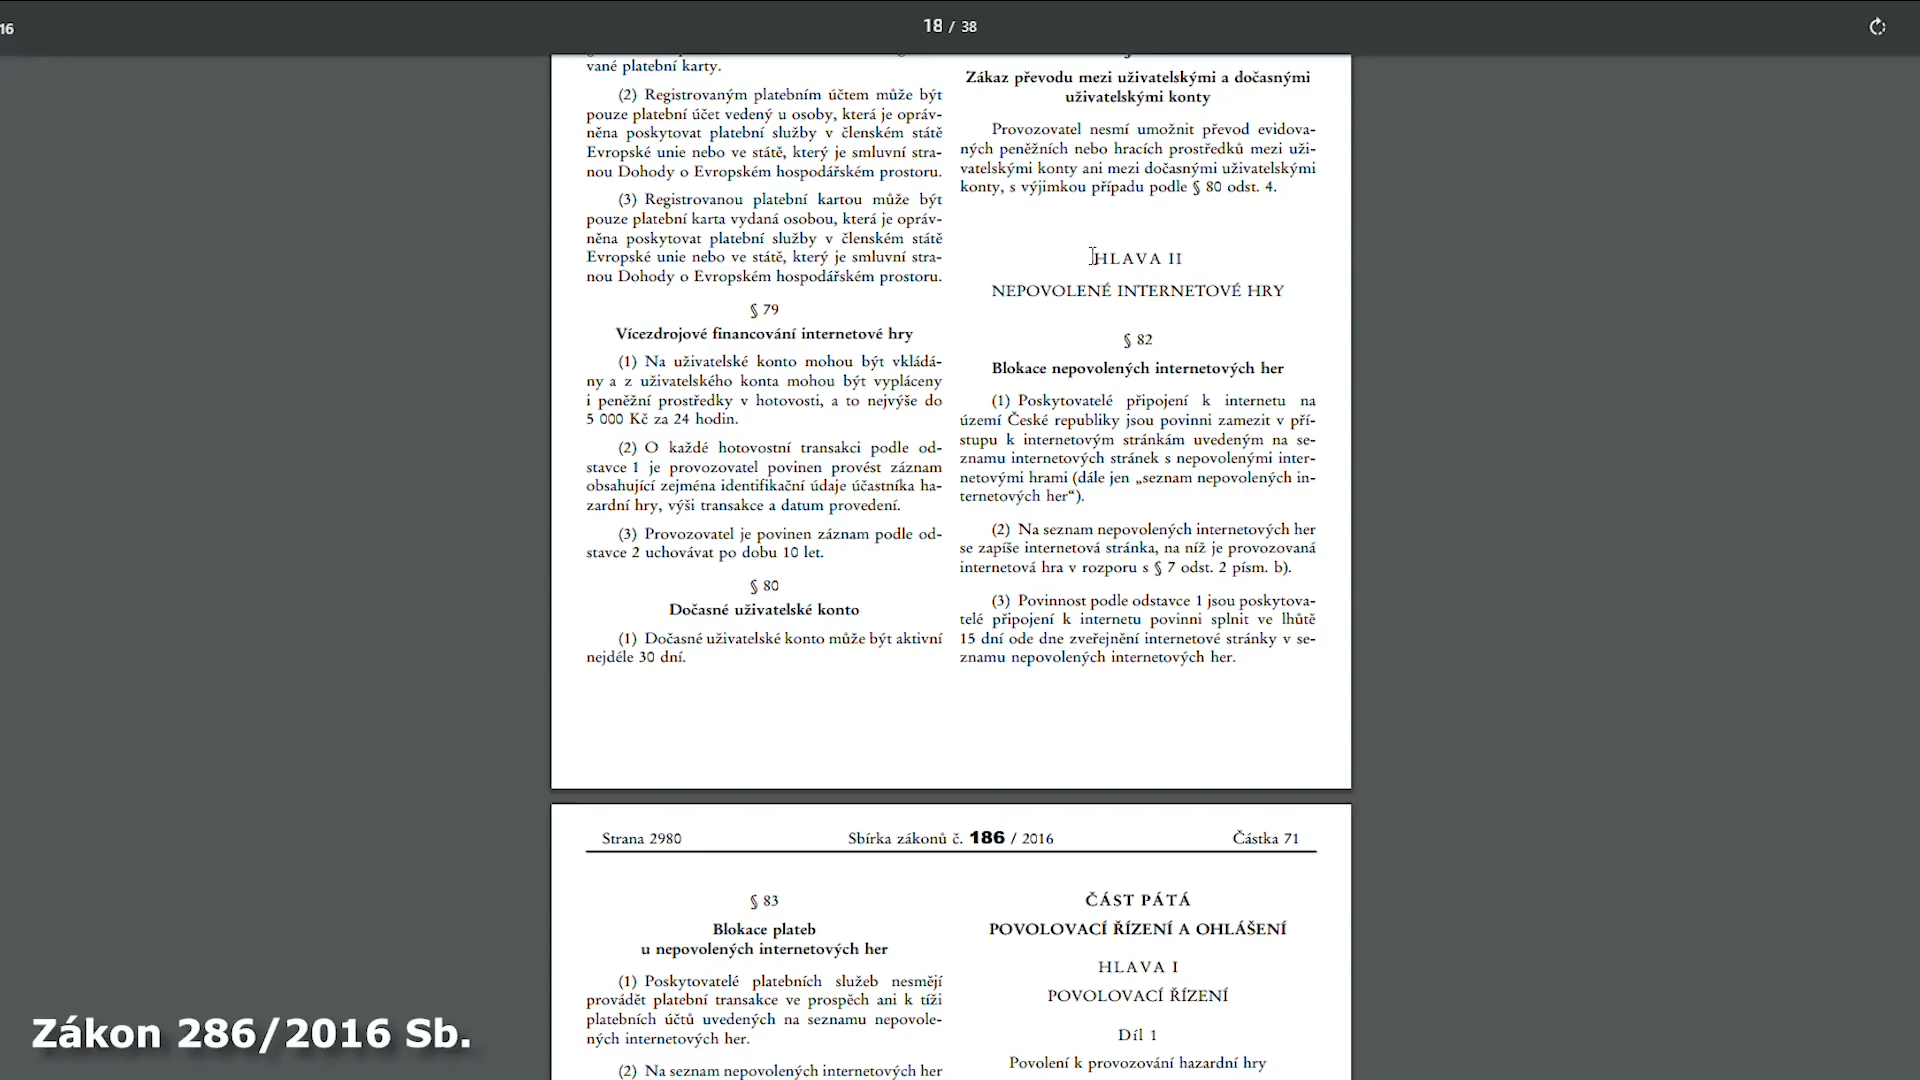 16
18 / 38
vané platební karty.
(2) Registrovaným platebním účtem může být
pouze platební účet vedený u osoby, která je opráv-
něna poskytovat platební služby v členském státě
Evropské unie nebo ve státě, který je smluvní stra-
nou Dohody o Evropském hospodářském prostoru.
(3) Registrovanou platební kartou může být
pouze platební karta vydaná osobou, která je opráv-
něna poskytovat platební služby v členském státě
Evropské unie nebo ve státě, který je smluvní stra-
nou Dohody o Evropském hospodářském prostoru.
§ 79
Vícezdrojové financování internetové hry
(1) Na uživatelské konto mohou být vkládá-
ny a z uživatelského konta mohou být vypláceny
i peněžní prostředky v hotovosti, a to nejvýše do
5 000 Kč za 24 hodin.
(2) O každé hotovostní transakci podle od-
stavce 1 je provozovatel povinen provést záznam
obsahující zejména identifikační údaje účastníka ha-
zardní hry, výši transakce a datum provedení.
(3) Provozovatel je povinen záznam podle od-
stavce 2 uchovávat po dobu 10 let.
§ 80
Dočasné uživatelské konto
(1) Dočasné uživatelské konto může být aktivní
nejdéle 30 dní.
Zákaz převodu mezi uživatelskými a dočasnými
uživatelskými konty
Provozovatel nesmí umožnit převod evidova-
ných peněžních nebo hracích prostředků mezi uži-
vatelskými konty ani mezi dočasnými uživatelskými
konty, s výjimkou případu podle § 80 odst. 4.
HLAVA II
NEPOVOLENÉ INTERNETOVÉ HRY
§ 82
Blokace nepovolených internetových her
(1) Poskytovatelé připojení k internetu na
území České republiky jsou povinni zamezit v pří-
stupu k internetovým stránkám uvedeným na se-
znamu internetových stránek s nepovolenými inter-
netovými hrami (dále jen „seznam nepovolených in-
ternetových her“).
(2) Na seznam nepovolených internetových her
se zapíše internetová stránka, na níž je provozovaná
internetová hra v rozporu s § 7 odst. 2 písm. b).
(3) Povinnost podle odstavce 1 jsou poskytova-
telé připojení k internetu povinni splnit ve lhůtě
15 dní ode dne zveřejnění internetové stránky v se-
znamu nepovolených internetových her.
Strana 2980 Sbírka zákonů č. 186 / 2016 Částka 71
§ 83
Blokace plateb
u nepovolených internetových her
(1) Poskytovatelé platebních služeb nesmějí
provádět platební transakce ve prospěch ani k tíži
platebních účtů uvedených na seznamu nepovole-
ných internetových her.
(2) Na seznam nepovolených internetových her
ČÁST PÁTÁ
POVOLOVACÍ ŘÍZENÍ A OHLÁŠENÍ
HLAVA I
POVOLOVACÍ ŘÍZENÍ
Díl 1
Povolení k provozování hazardní hry
Zákon 286/2016 Sb.